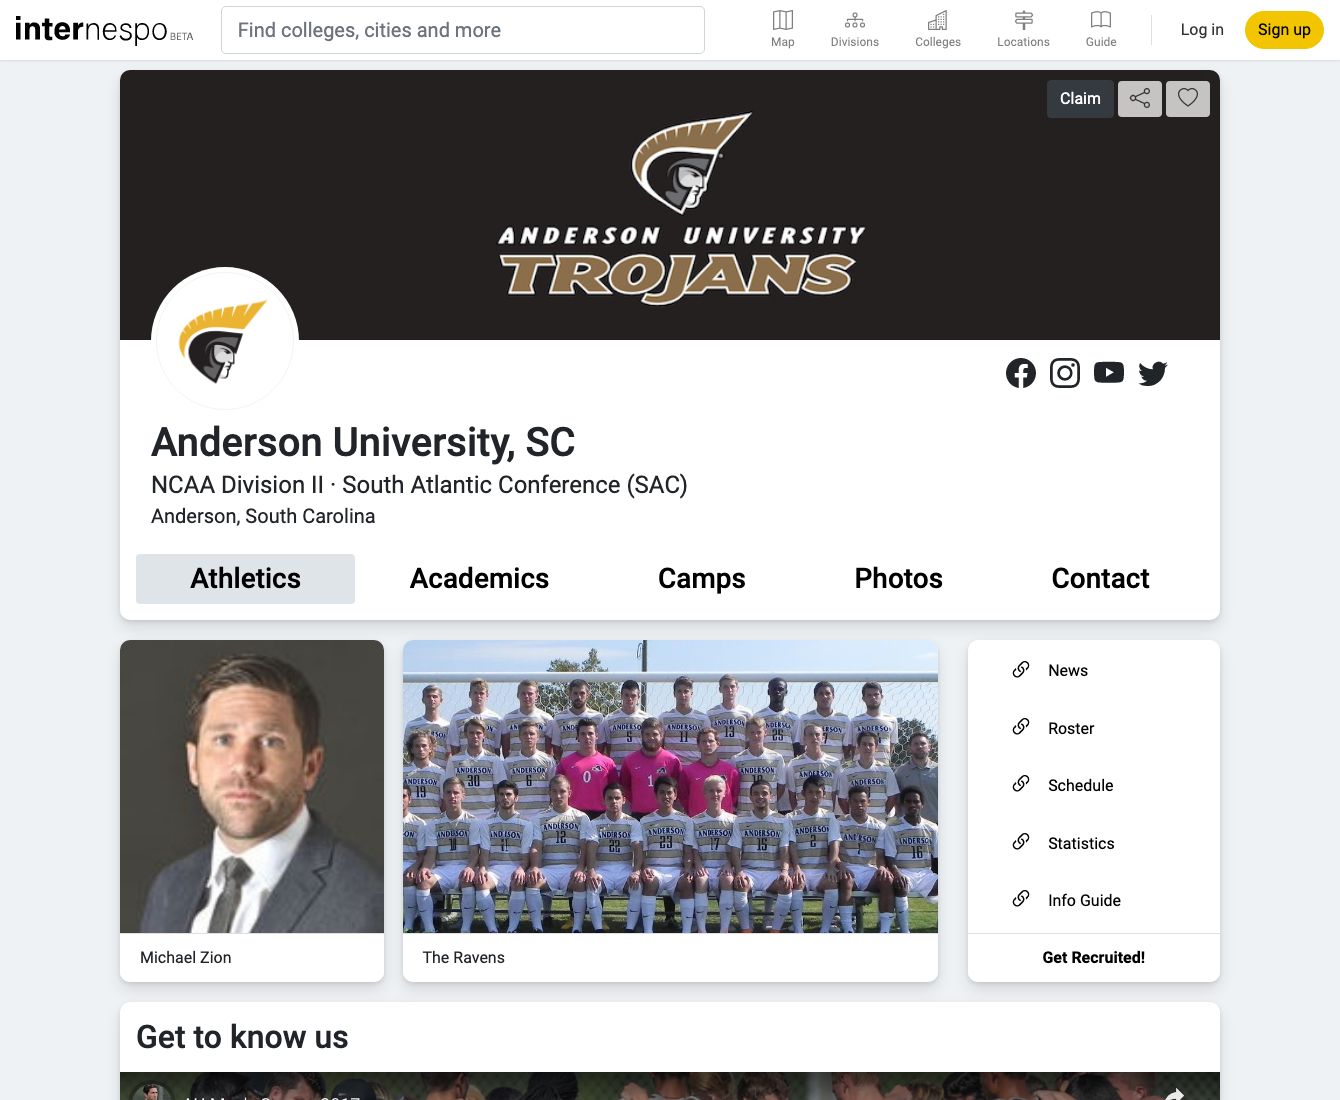 internespo BETA
Find colleges, cities and more
Map
Divisions
Colleges
Locations
Guide
Log in
Sign up
Claim
ANDERSON UNIVERSITY
TROJANS
Anderson University, SC
NCAA Division II · South Atlantic Conference (SAC)
Anderson, South Carolina
Athletics
Academics
Camps
Photos
Contact
Michael Zion
The Ravens
News
Roster
Schedule
Statistics
Info Guide
Get Recruited!
Get to know us